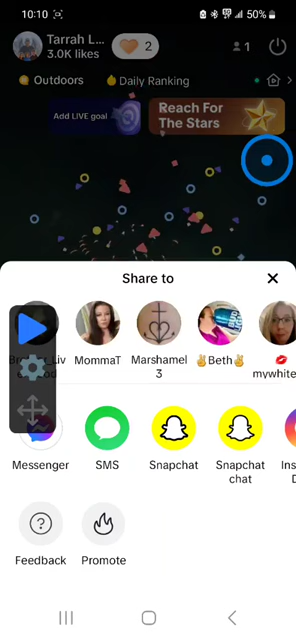 10:10
50%
Tarrah L...
3.0K likes
2
1
Outdoors
Daily Ranking
Add LIVE goal
Reach For
The Stars
Share to
MommaT
Marshamel
3
✌Beth✌
💋
mywhite
Messenger
SMS
Snapchat
Snapchat
chat
Ins
D
Feedback
Promote